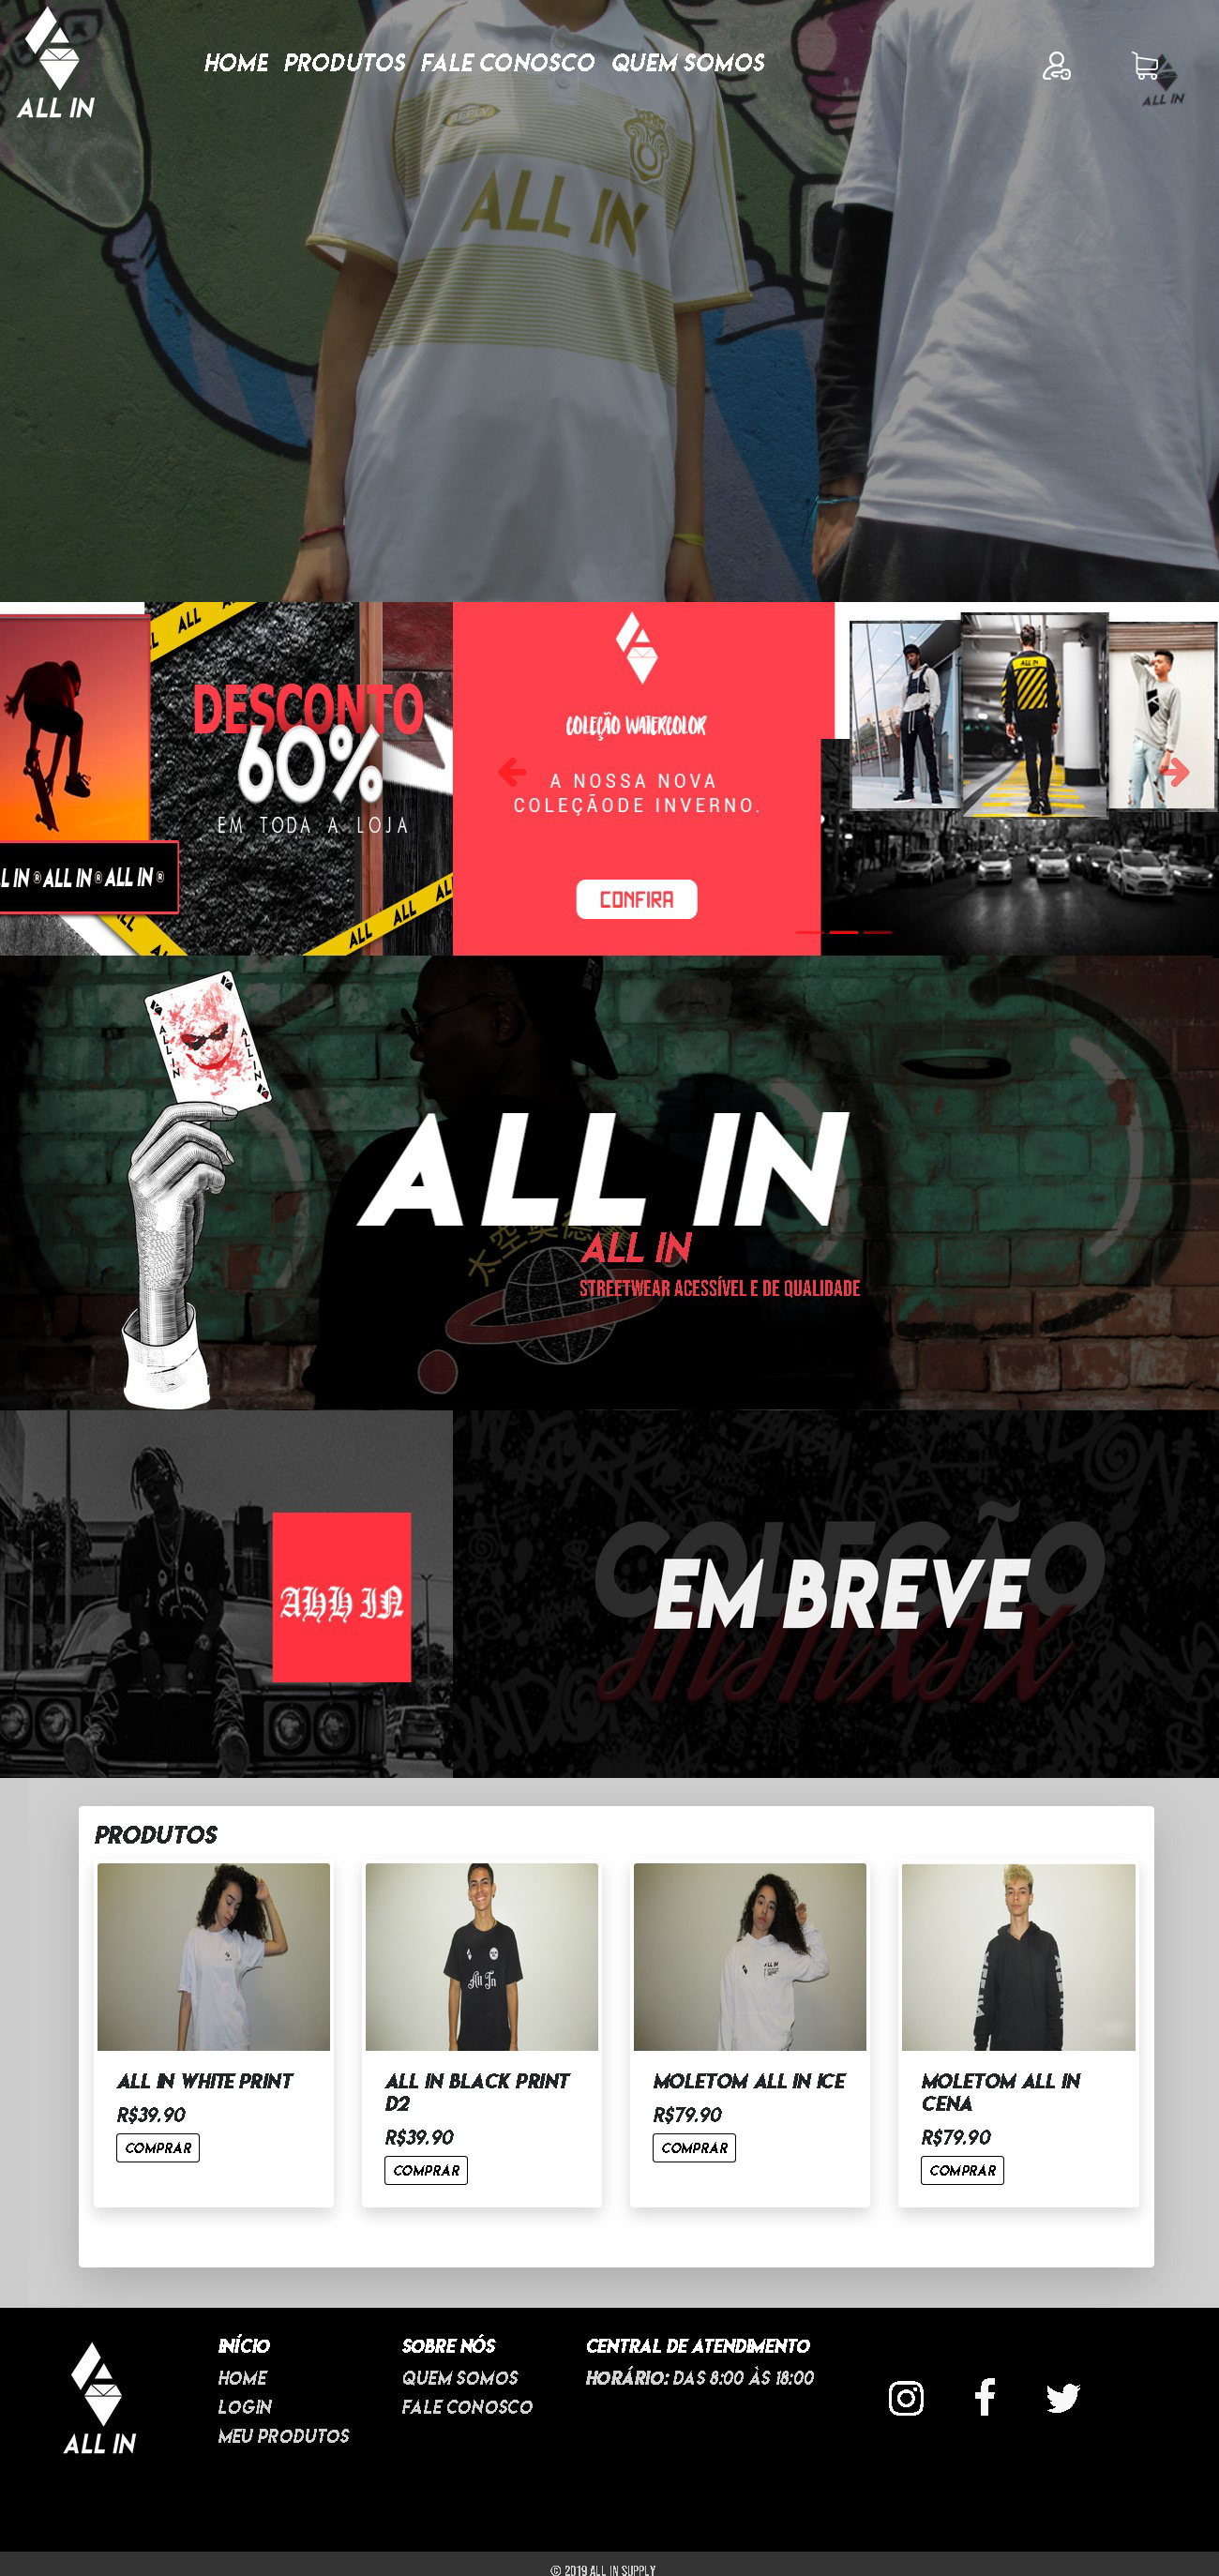 ALL IN
HOME PRODUTOS FALE CONOSCO QUEM SOMOS
ALL IN
ALL IN
ALL
DESCONTO
60%
EM TODA A LOJA
ALL IN ® ALL IN ®
ALL ALL
COLEÇÃO WATERCOLOR
A NOSSA NOVA
COLEÇÃODE INVERNO.
CONFIRA
ALL IN
ALL IN
ALL IN
ALL IN
ALL IN
STREETWEAR ACESSÍVEL E DE QUALIDADE
COLEÇÃO
EM BREVE
PRODUTOS
ALL IN WHITE PRINT
R$39.90
COMPRAR
ALL IN BLACK PRINT
D2
R$39.90
COMPRAR
MOLETOM ALL IN ICE
R$79.90
COMPRAR
MOLETOM ALL IN
CENA
R$79.90
COMPRAR
ALL IN
INÍCIO
HOME
LOGIN
MEU PRODUTOS
SOBRE NÓS
QUEM SOMOS
FALE CONOSCO
CENTRAL DE ATENDIMENTO
HORÁRIO: DAS 8:00 ÀS 18:00
© 2019 ALL IN SUPPLY